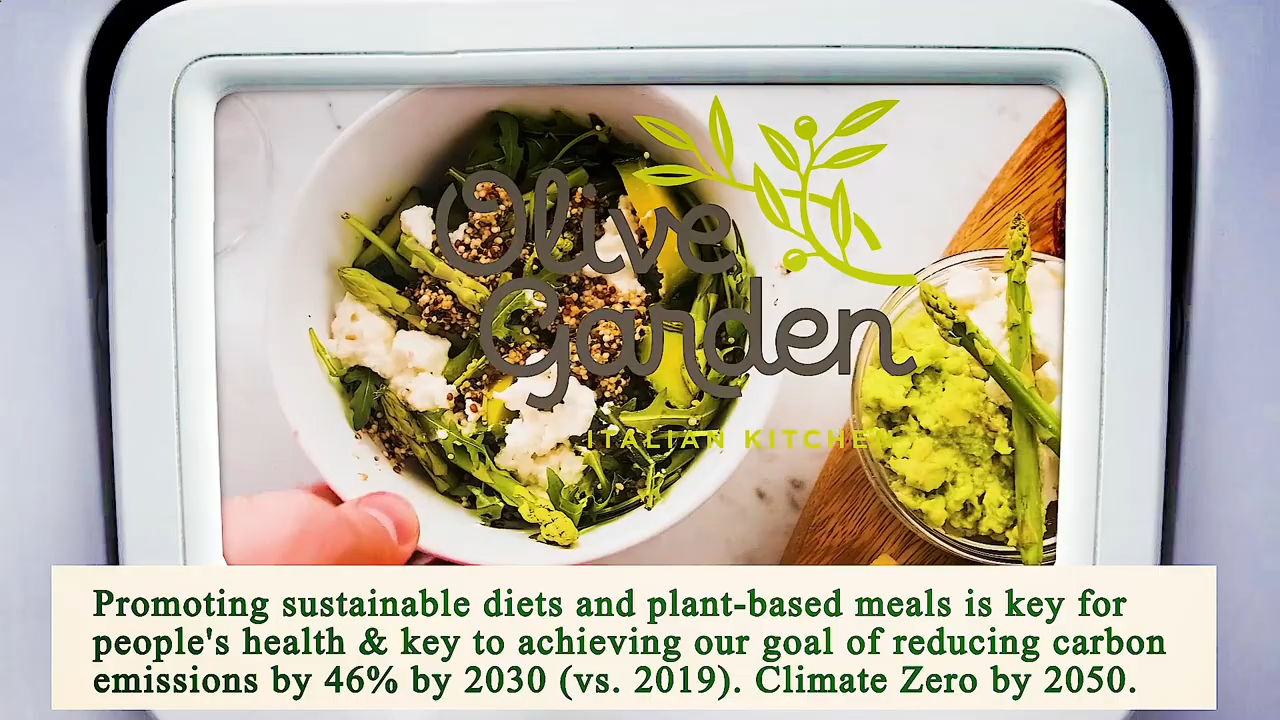 Olive
Garden
ITALIAN KITCHEN
Promoting sustainable diets and plant-based meals is key for
people's health & key to achieving our goal of reducing carbon
emissions by 46% by 2030 (vs. 2019). Climate Zero by 2050.